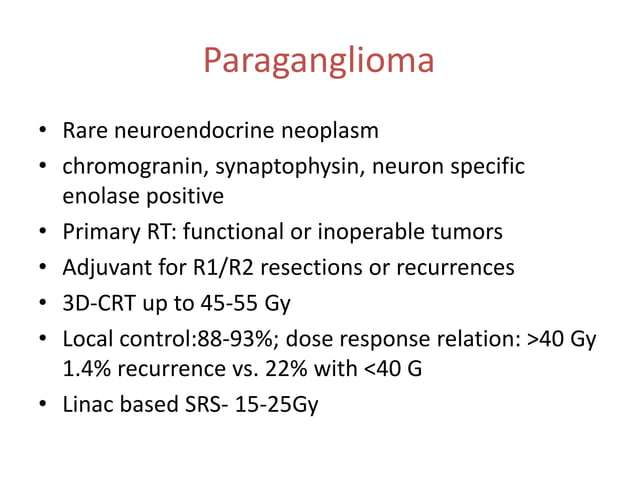 Paraganglioma
• Rare neuroendocrine neoplasm
• chromogranin, synaptophysin, neuron specific
enolase positive
• Primary RT: functional or inoperable tumors
• Adjuvant for R1/R2 resections or recurrences
• 3D-CRT up to 45-55 Gy
• Local control:88-93%; dose response relation: >40 Gy
1.4% recurrence vs. 22% with <40 G
• Linac based SRS- 15-25Gy